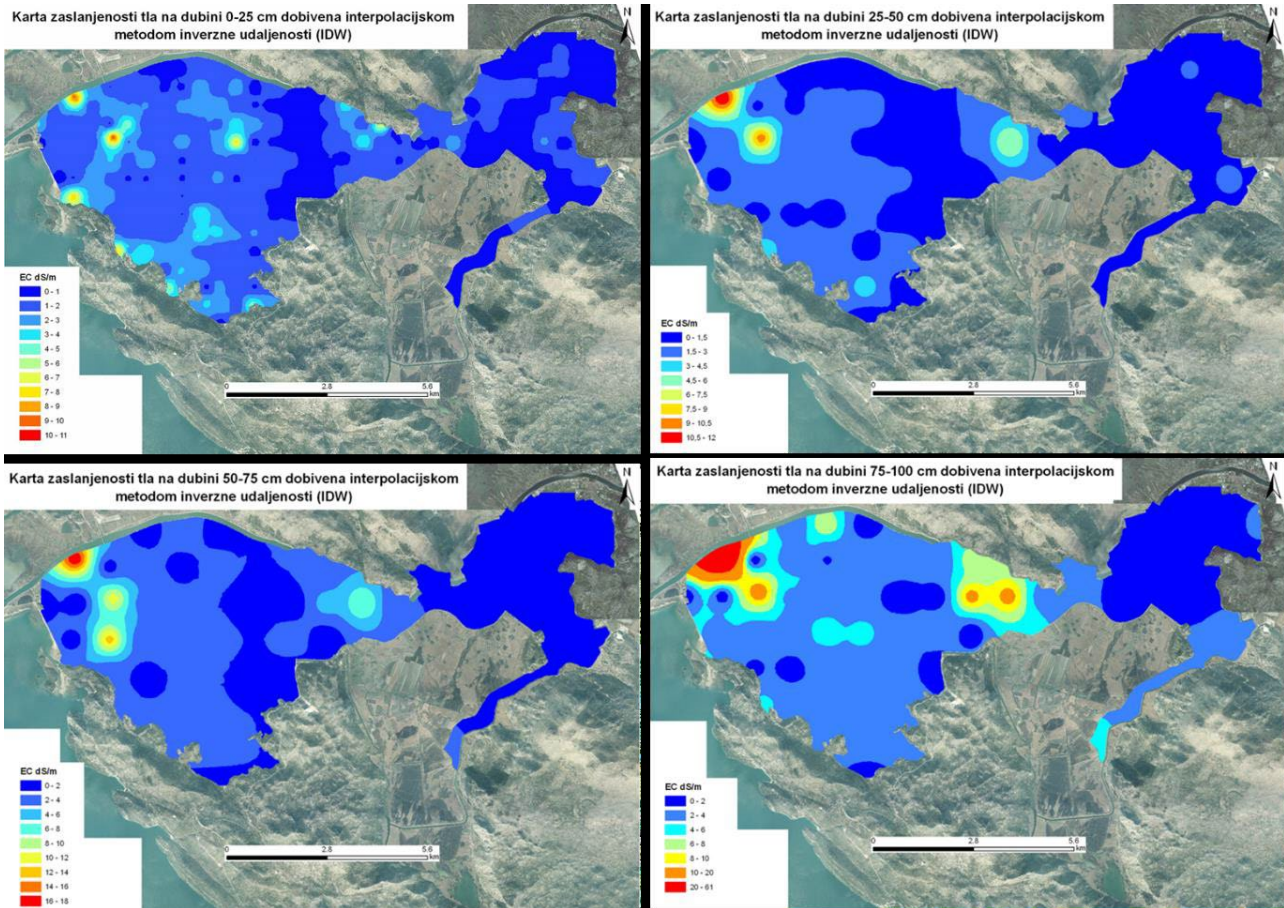 Karta zaslanjenosti tla na dubini 0-25 cm dobivena interpolacijskom
metodom inverzne udaljenosti (IDW)
N
EC dS/m
0 - 1
1 - 2
2 - 3
3 - 4
4 - 5
5 - 6
6 - 7
7 - 8
8 - 9
9 - 10
10 - 11
0 2.8 5.6
km
Karta zaslanjenosti tla na dubini 25-50 cm dobivena interpolacijskom
metodom inverzne udaljenosti (IDW)
N
EC dS/m
0 - 1,5
1,5 - 3
3 - 4,5
4,5 - 6
6 - 7,5
7,5 - 9
9 - 10,5
10,5 - 12
0 2.8 5.6
km
Karta zaslanjenosti tla na dubini 50-75 cm dobivena interpolacijskom
metodom inverzne udaljenosti (IDW)
N
EC dS/m
0 - 2
2 - 4
4 - 6
6 - 8
8 - 10
10 - 12
12 - 14
14 - 16
16 - 18
0 2.8 5.6
km
Karta zaslanjenosti tla na dubini 75-100 cm dobivena interpolacijskom
metodom inverzne udaljenosti (IDW)
N
EC dS/m
0 - 2
2 - 4
4 - 6
6 - 8
8 - 10
10 - 20
20 - 61
0 2.8 5.6
km